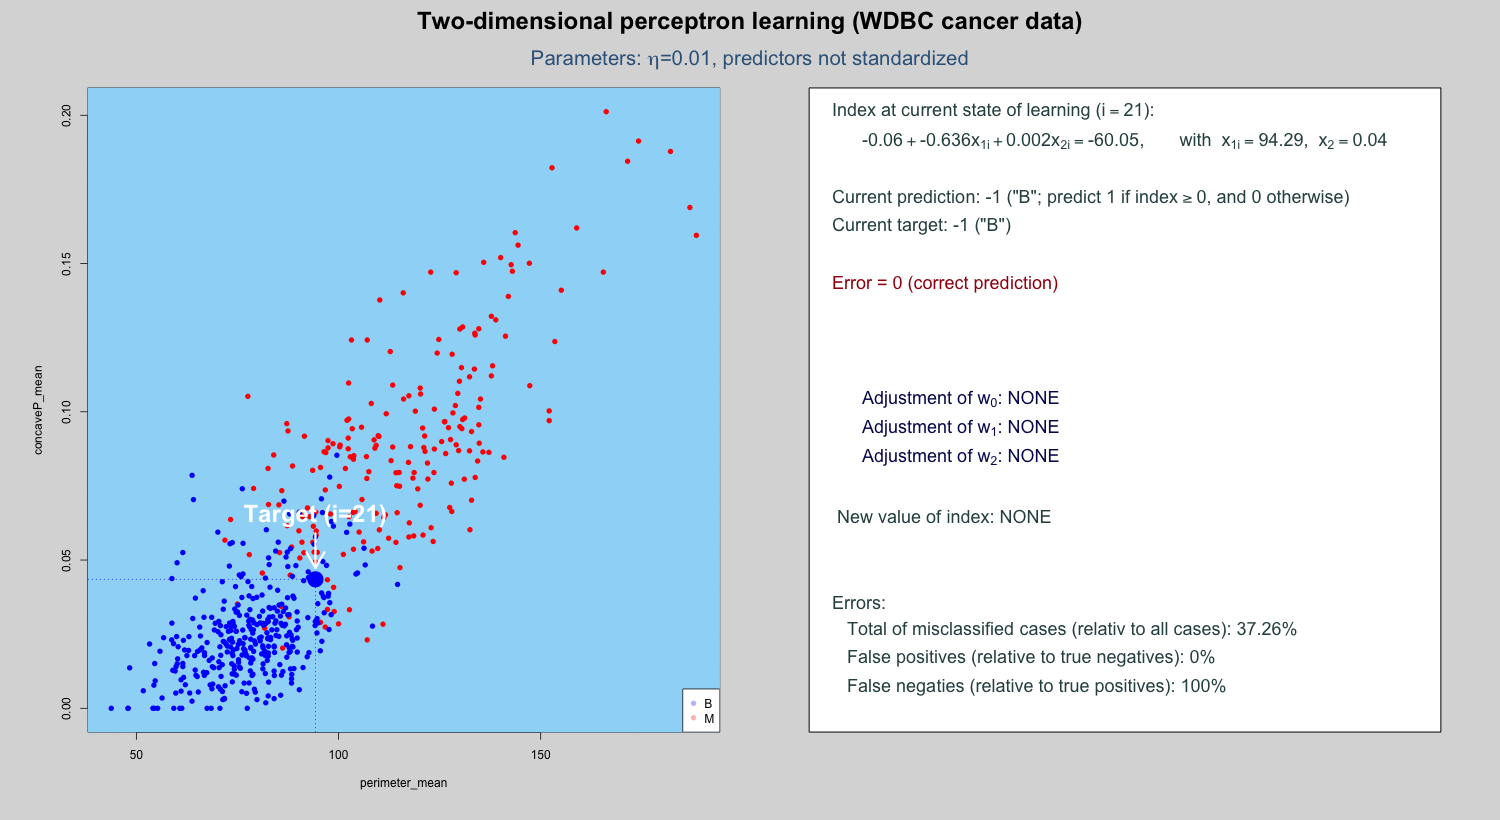 Two-dimensional perceptron learning (WDBC cancer data)
Parameters: η=0.01, predictors not standardized
0.20
0.15
0.10
0.05
0.00
concaveP_mean
Target (i=21)
B
M
50
100
150
perimeter_mean
Index at current state of learning (i = 21):
-0.06 + -0.636x1i + 0.002x2i = -60.05, with x1i = 94.29, x2 = 0.04
Current prediction: -1 ("B"; predict 1 if index ≥ 0, and 0 otherwise)
Current target: -1 ("B")
Error = 0 (correct prediction)
Adjustment of w0: NONE
Adjustment of w1: NONE
Adjustment of w2: NONE
New value of index: NONE
Errors:
Total of misclassified cases (relativ to all cases): 37.26%
False positives (relative to true negatives): 0%
False negaties (relative to true positives): 100%